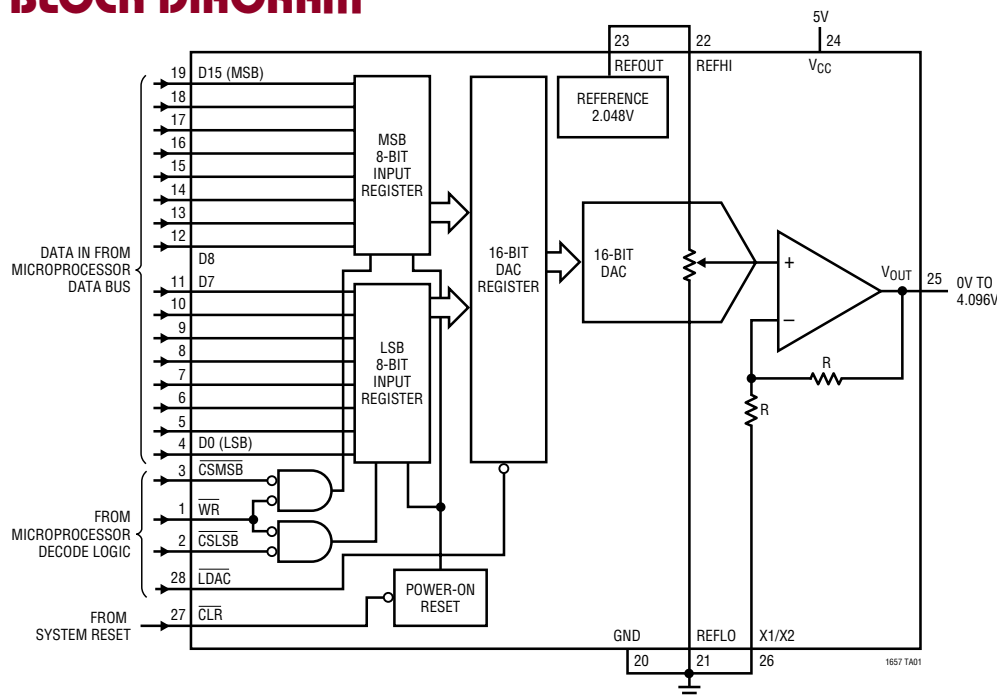 BLOCK DIAGRAM
5V
23
22
24
REFOUT
REFHI
VCC
REFERENCE
2.048V
19 D15 (MSB)
18
17
16
15
14
13
12
D8
MSB
8-BIT
INPUT
REGISTER
DATA IN FROM
MICROPROCESSOR
DATA BUS
11 D7
10
9
8
7
6
5
4 D0 (LSB)
LSB
8-BIT
INPUT
REGISTER
16-BIT
DAC
REGISTER
16-BIT
DAC
+
–
VOUT
25
0V TO
4.096V
R
R
FROM
MICROPROCESSOR
DECODE LOGIC
3 CSMSB
1 WR
2 CSLSB
28 LDAC
FROM
SYSTEM RESET
27 CLR
POWER-ON
RESET
GND
REFLO
X1/X2
20
21
26
1657 TA01